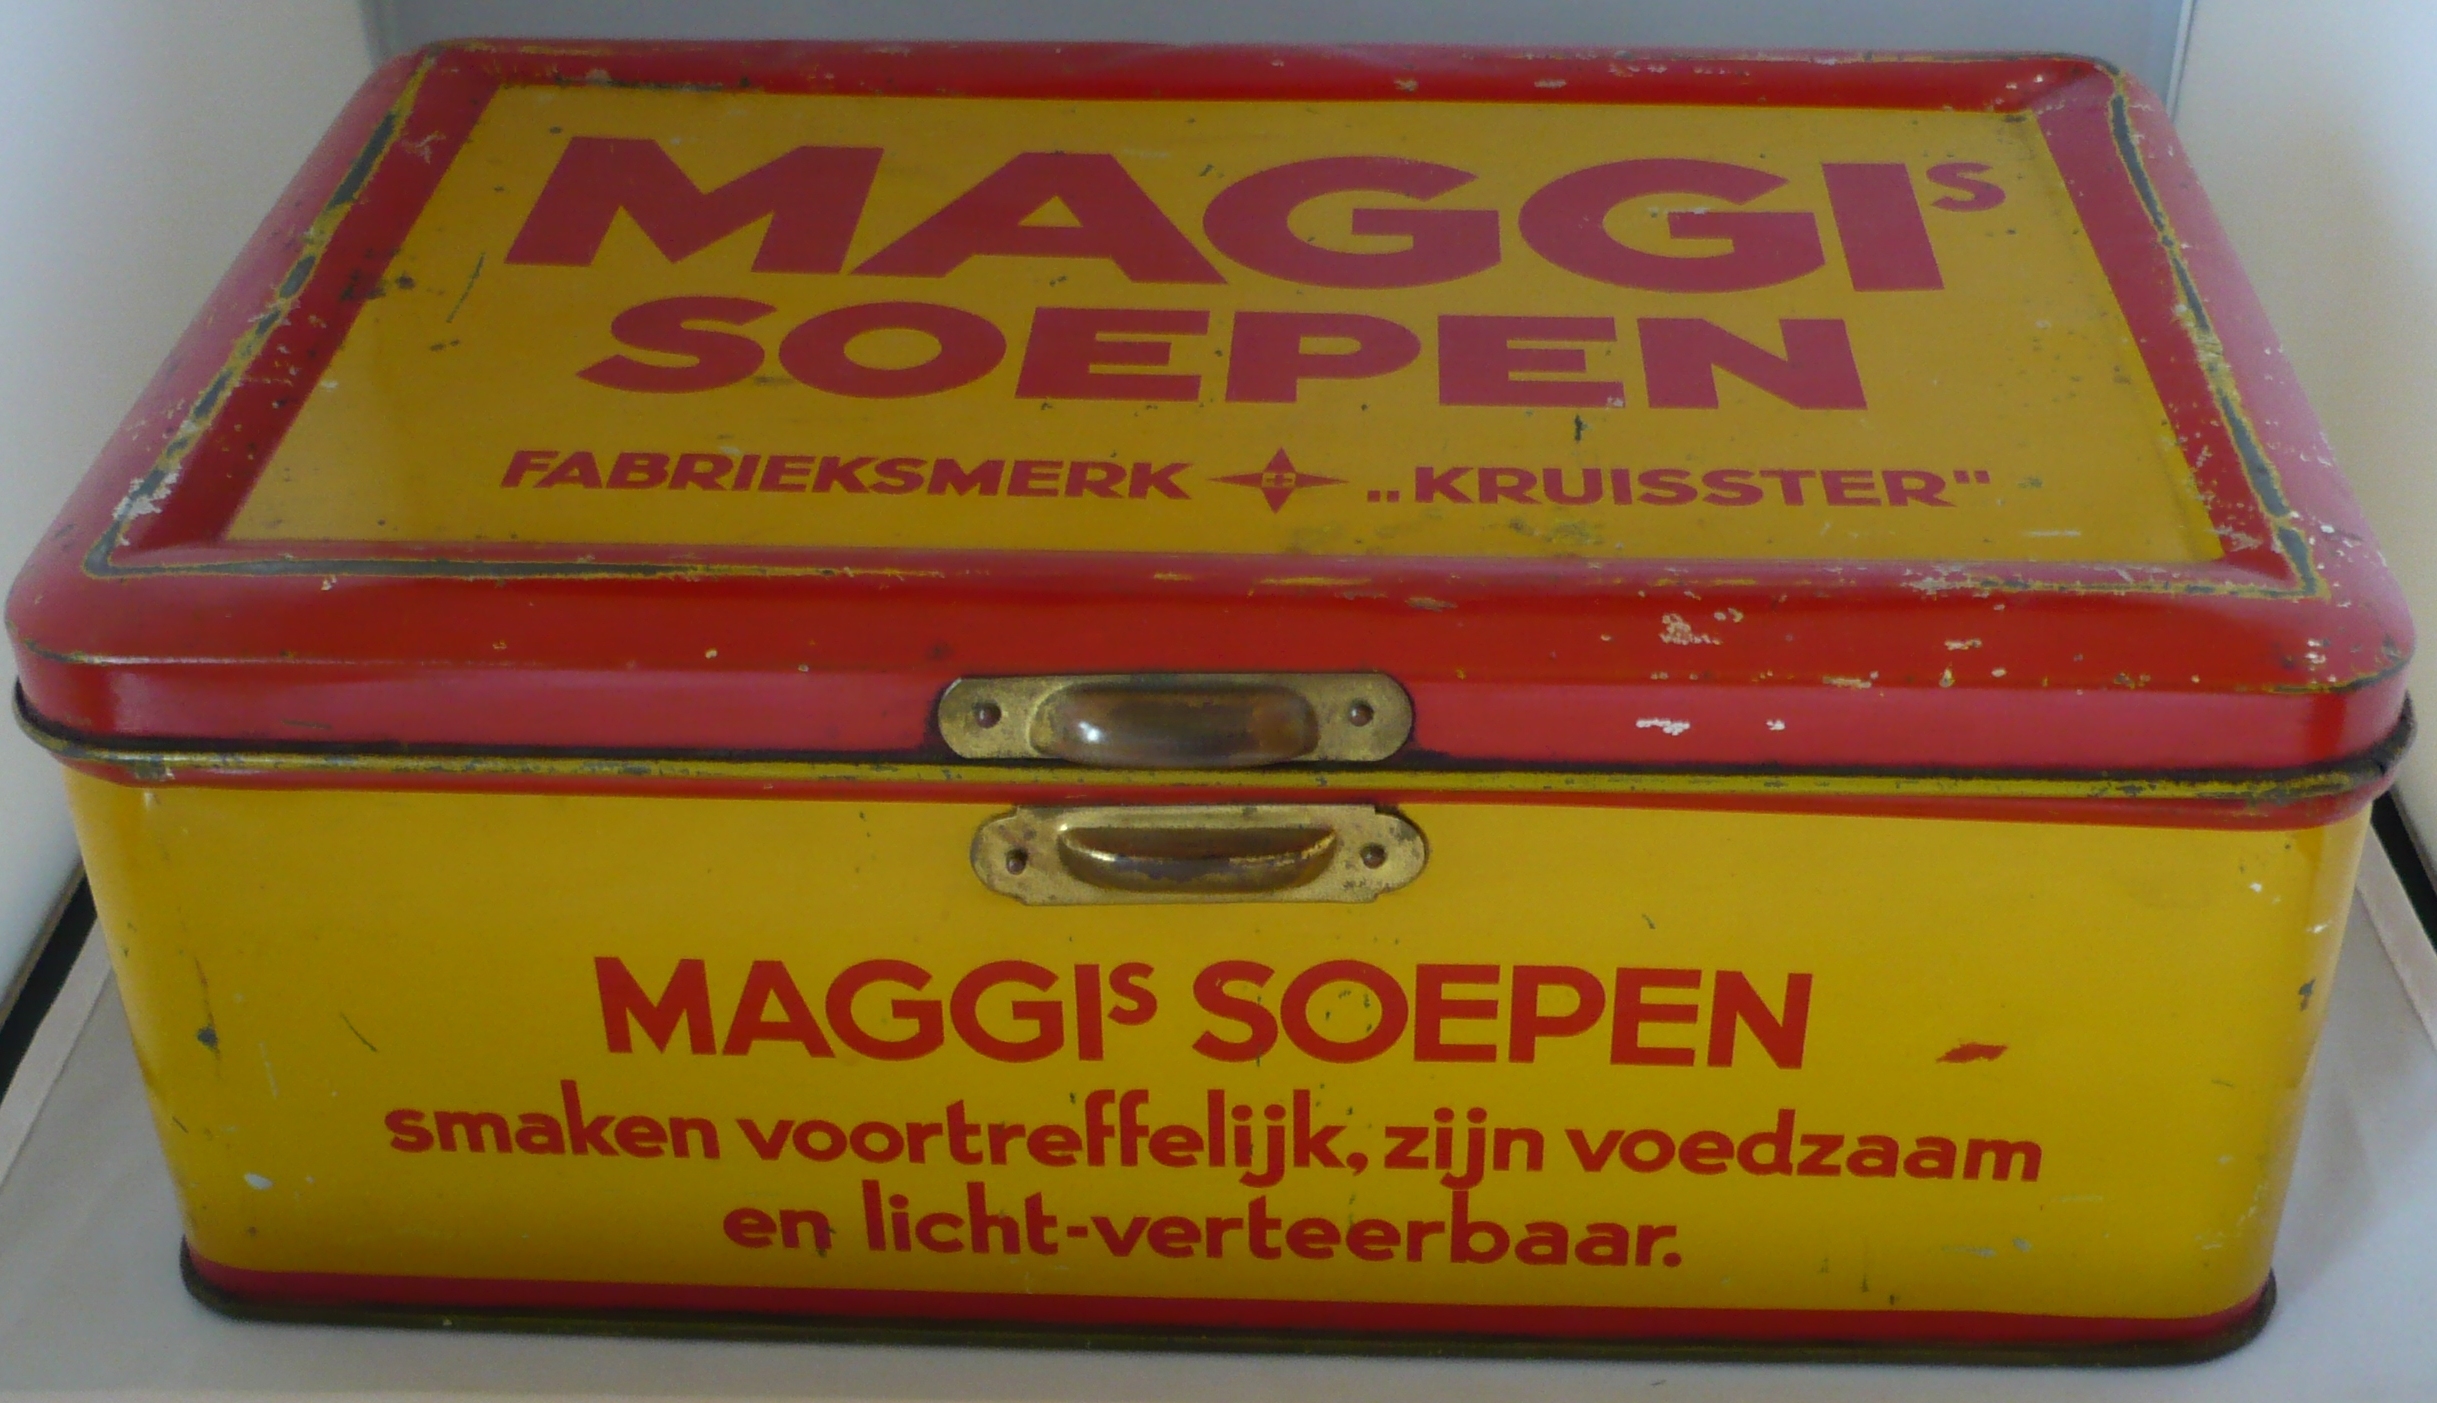 MAGGIS
SOEPEN
FABRIEKSMERK „KRUISSTER"
MAGGIS SOEPEN
smaken voortreffelijk, zijn voedzaam
en licht-verteerbaar.